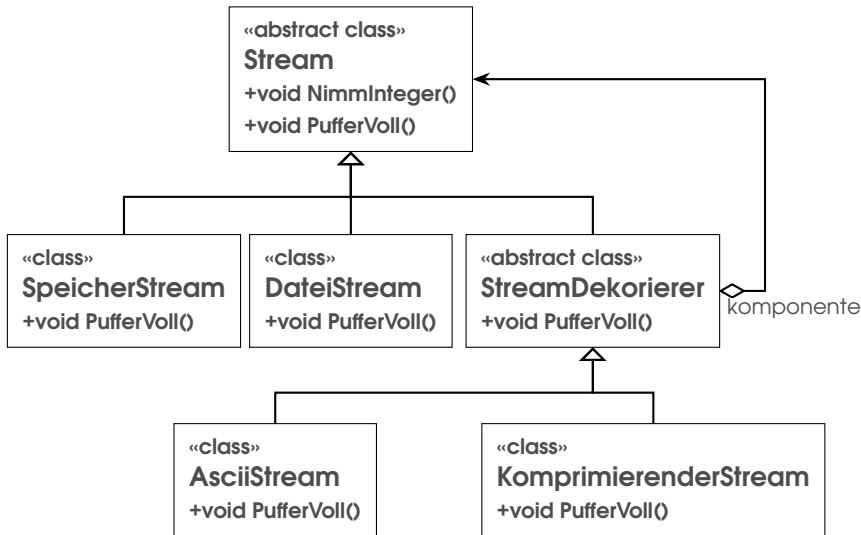 «abstract class»
Stream
+void NimmInteger()
+void PufferVoll()
«class»
SpeicherStream
+void PufferVoll()
«class»
DateiStream
+void PufferVoll()
«abstract class»
StreamDekorierer
+void PufferVoll()
komponente
«class»
AsciiStream
+void PufferVoll()
«class»
KomprimierenderStream
+void PufferVoll()